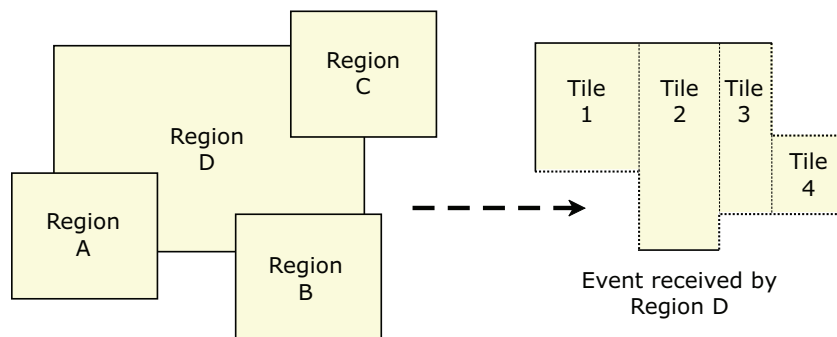 Region
C
Region
D
Region
A
Region
B
Tile
1
Tile
2
Tile
3
Tile
4
Event received by
Region D